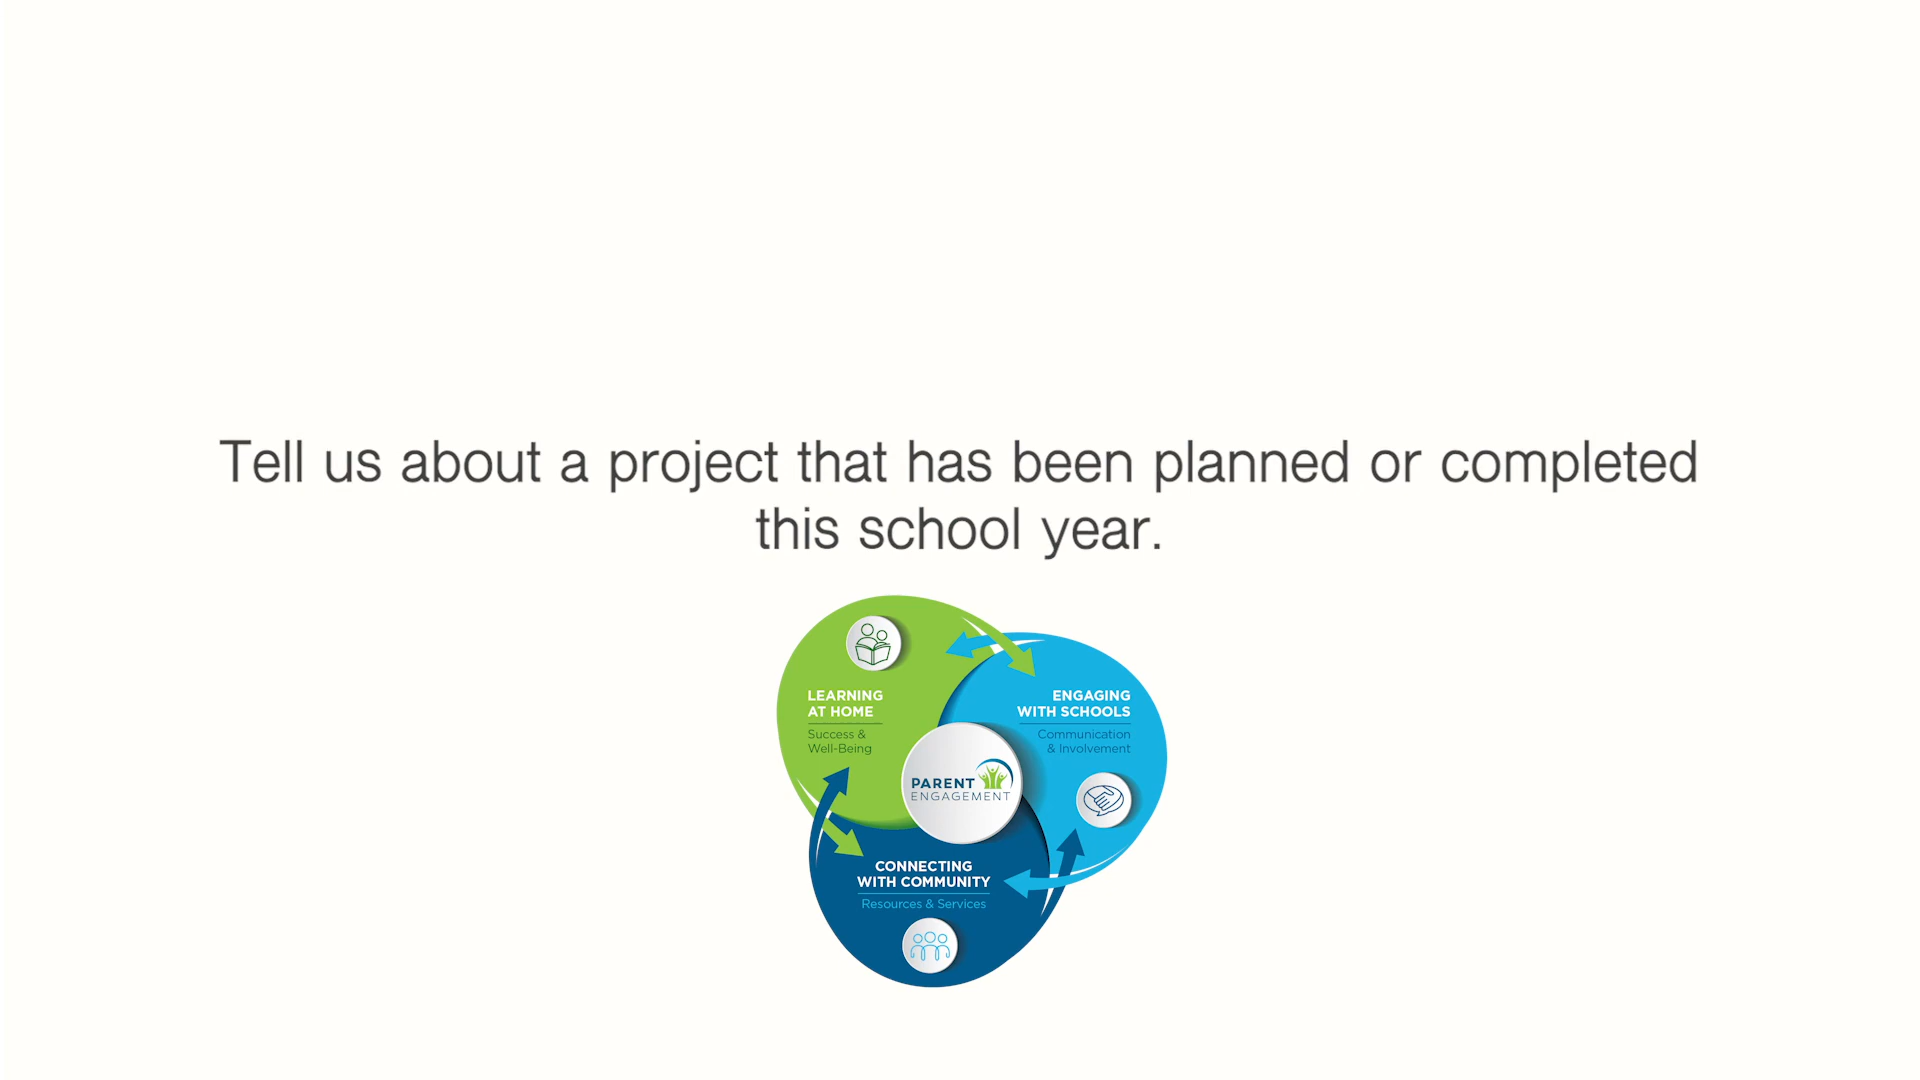 Tell us about a project that has been planned or completed
this school year.
LEARNING
AT HOME
Success &
Well-Being
ENGAGING
WITH SCHOOLS
Communication
& Involvement
PARENT
ENGAGEMENT
CONNECTING
WITH COMMUNITY
Resources & Services